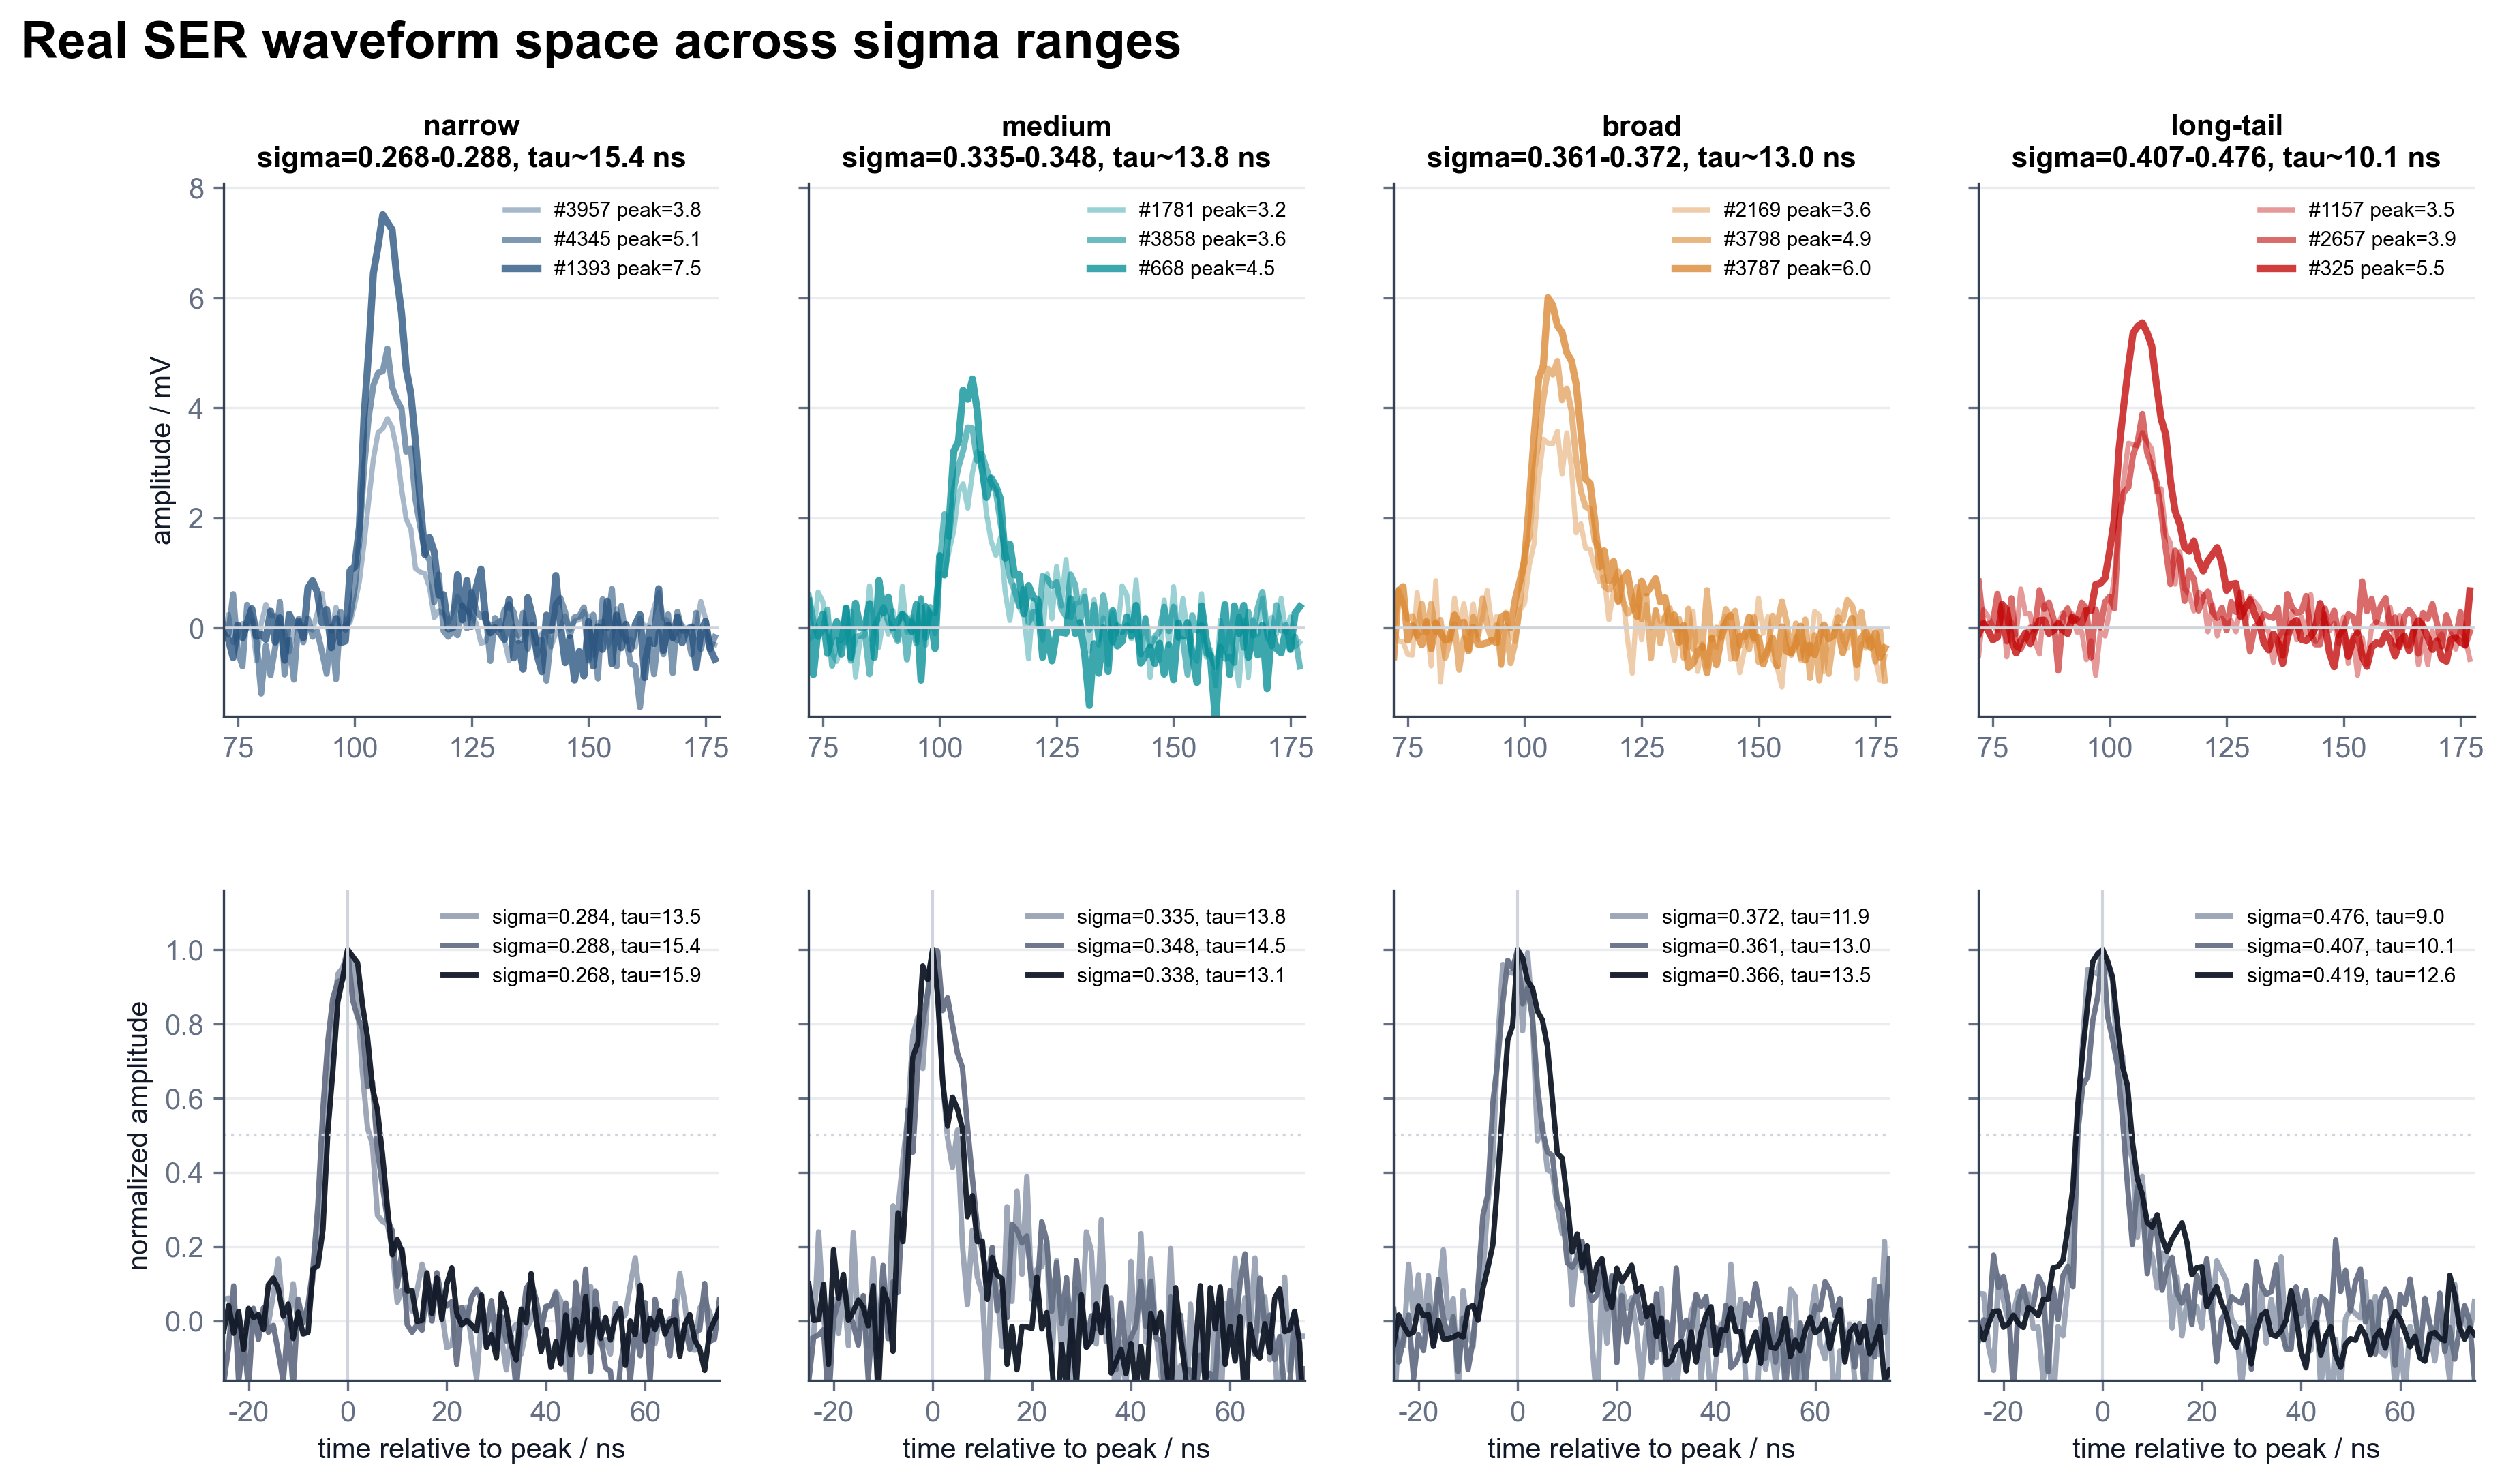 Real SER waveform space across sigma ranges
narrow
sigma=0.268-0.288, tau~15.4 ns
medium
sigma=0.335-0.348, tau~13.8 ns
broad
sigma=0.361-0.372, tau~13.0 ns
long-tail
sigma=0.407-0.476, tau~10.1 ns
amplitude / mV
8
6
4
2
0
#3957 peak=3.8
#4345 peak=5.1
#1393 peak=7.5
#1781 peak=3.2
#3858 peak=3.6
#668 peak=4.5
#2169 peak=3.6
#3798 peak=4.9
#3787 peak=6.0
#1157 peak=3.5
#2657 peak=3.9
#325 peak=5.5
75 100 125 150 175
75 100 125 150 175
75 100 125 150 175
75 100 125 150 175
normalized amplitude
1.0
0.8
0.6
0.4
0.2
0.0
sigma=0.284, tau=13.5
sigma=0.288, tau=15.4
sigma=0.268, tau=15.9
sigma=0.335, tau=13.8
sigma=0.348, tau=14.5
sigma=0.338, tau=13.1
sigma=0.372, tau=11.9
sigma=0.361, tau=13.0
sigma=0.366, tau=13.5
sigma=0.476, tau=9.0
sigma=0.407, tau=10.1
sigma=0.419, tau=12.6
-20 0 20 40 60
-20 0 20 40 60
-20 0 20 40 60
-20 0 20 40 60
time relative to peak / ns
time relative to peak / ns
time relative to peak / ns
time relative to peak / ns